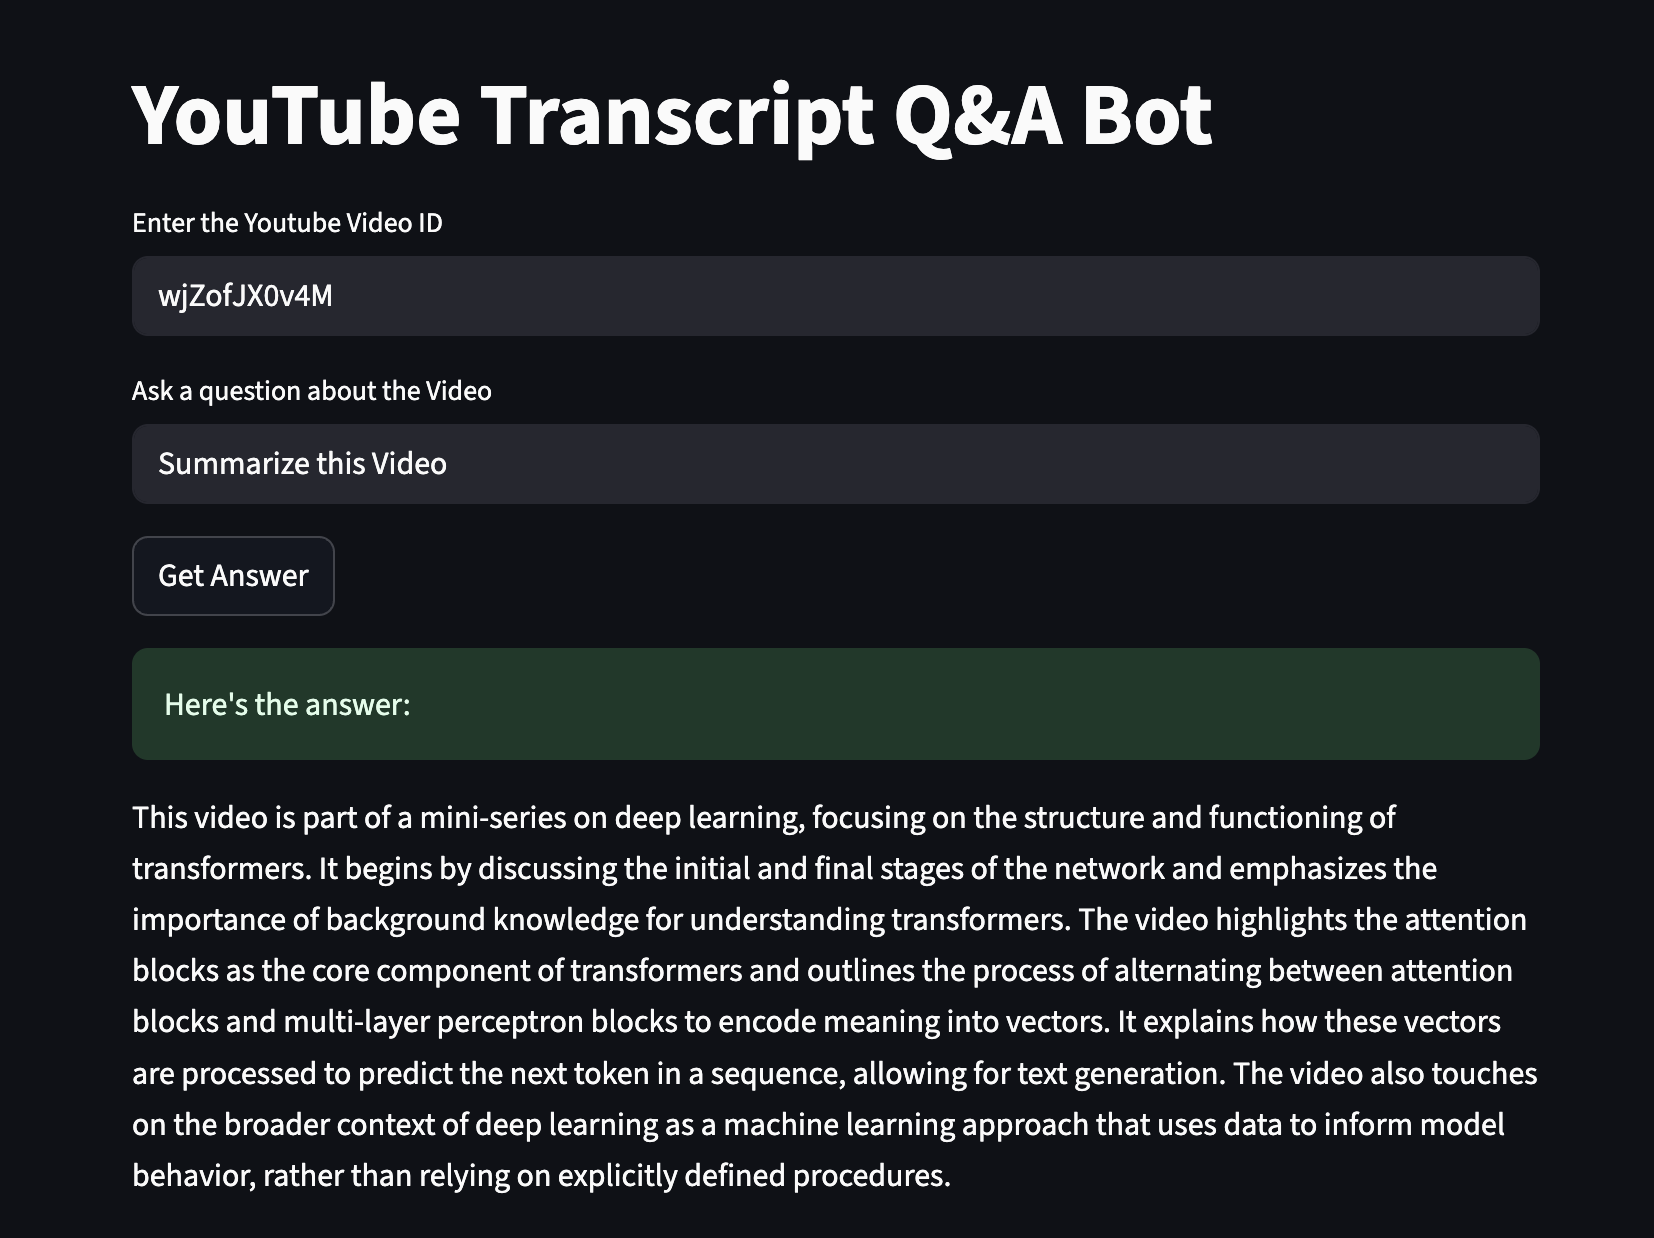 YouTube Transcript Q&A Bot
Enter the Youtube Video ID
wjZofJX0v4M
Ask a question about the Video
Summarize this Video
Get Answer
Here's the answer:
This video is part of a mini-series on deep learning, focusing on the structure and functioning of
transformers. It begins by discussing the initial and final stages of the network and emphasizes the
importance of background knowledge for understanding transformers. The video highlights the attention
blocks as the core component of transformers and outlines the process of alternating between attention
blocks and multi-layer perceptron blocks to encode meaning into vectors. It explains how these vectors
are processed to predict the next token in a sequence, allowing for text generation. The video also touches
on the broader context of deep learning as a machine learning approach that uses data to inform model
behavior, rather than relying on explicitly defined procedures.